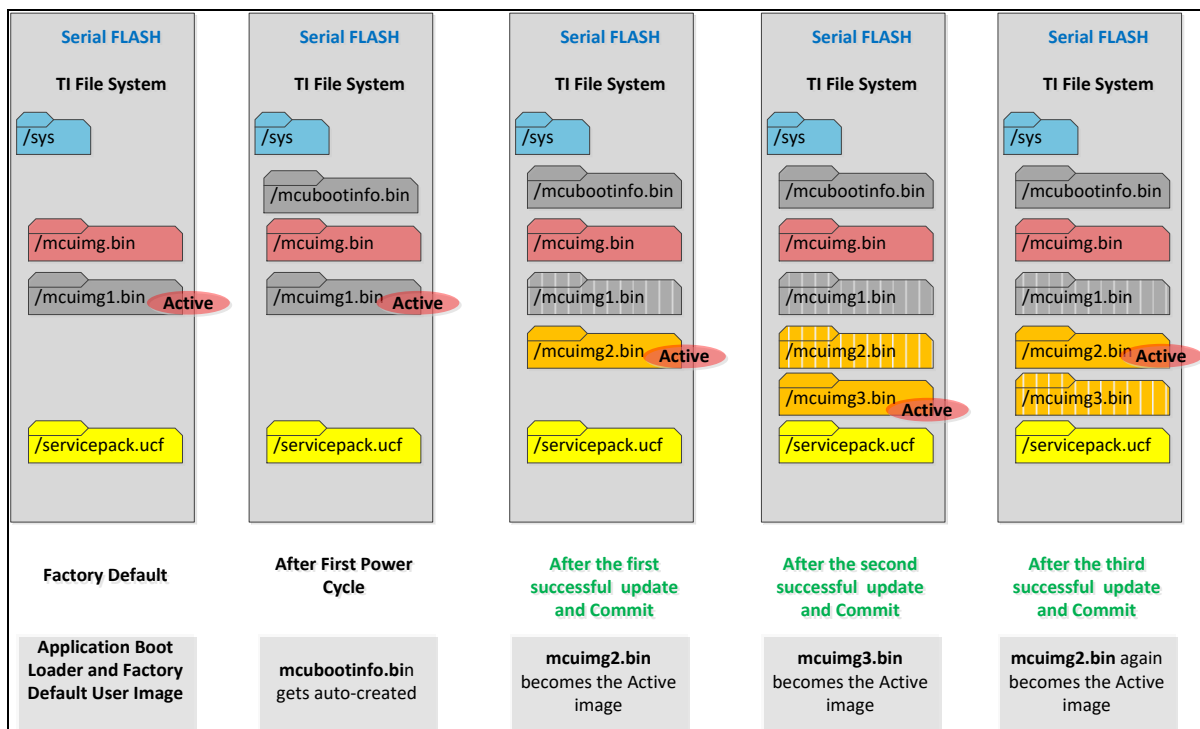 Serial FLASH
TI File System
/sys
/mcuimg.bin
/mcuimg1.bin
Active
/servicepack.ucf
Factory Default
Application Boot
Loader and Factory
Default User Image
Serial FLASH
TI File System
/sys
/mcubootinfo.bin
/mcuimg.bin
/mcuimg1.bin
Active
/servicepack.ucf
After First Power
Cycle
mcubootinfo.bin
gets auto-created
Serial FLASH
TI File System
/sys
/mcubootinfo.bin
/mcuimg.bin
/mcuimg1.bin
/mcuimg2.bin
Active
/servicepack.ucf
After the first
successful update
and Commit
mcuimg2.bin
becomes the Active
image
Serial FLASH
TI File System
/sys
/mcubootinfo.bin
/mcuimg.bin
/mcuimg1.bin
/mcuimg2.bin
/mcuimg3.bin
Active
/servicepack.ucf
After the second
successful update
and Commit
mcuimg3.bin
becomes the Active
image
Serial FLASH
TI File System
/sys
/mcubootinfo.bin
/mcuimg.bin
/mcuimg1.bin
/mcuimg2.bin
Active
/mcuimg3.bin
/servicepack.ucf
After the third
successful update
and Commit
mcuimg2.bin again
becomes the Active
image